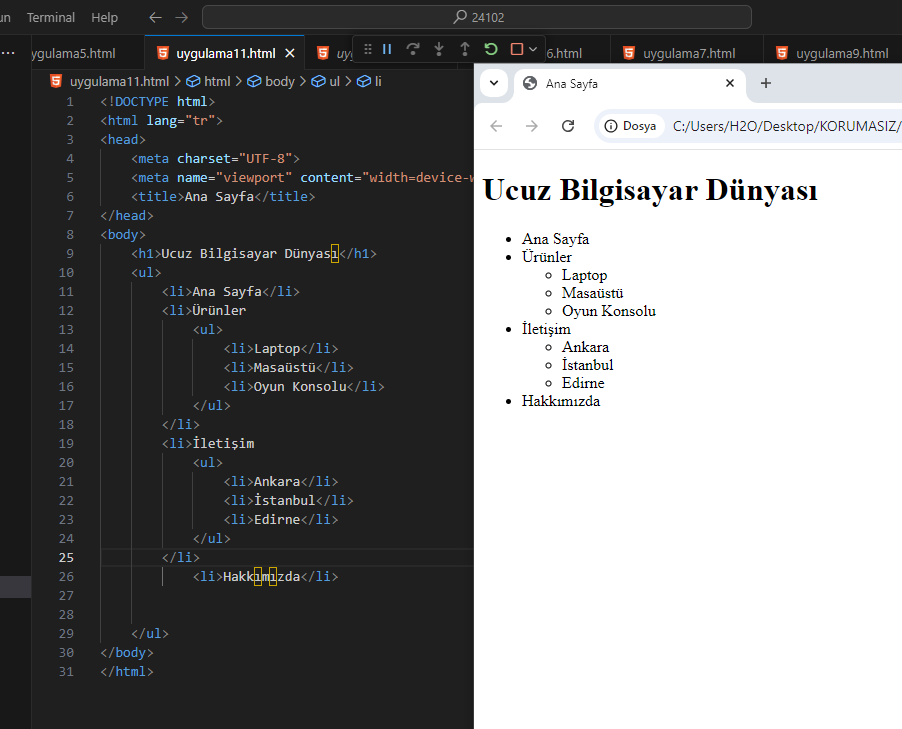 un Terminal Help 24102
ygulama5.html uygulama11.html uy 6.html uygulama7.html uygulama9.html
uygulama11.html > html > body > ul > li
1 <!DOCTYPE html>
2 <html lang="tr">
3 <head>
4 <meta charset="UTF-8">
5 <meta name="viewport" content="width=device-w
6 <title>Ana Sayfa</title>
7 </head>
8 <body>
9 <h1>Ucuz Bilgisayar Dünyası</h1>
10 <ul>
11 <li>Ana Sayfa</li>
12 <li>Ürünler
13 <ul>
14 <li>Laptop</li>
15 <li>Masaüstü</li>
16 <li>Oyun Konsolu</li>
17 </ul>
18 </li>
19 <li>İletişim
20 <ul>
21 <li>Ankara</li>
22 <li>İstanbul</li>
23 <li>Edirne</li>
24 </ul>
25 </li>
26 <li>Hakkımızda</li>
27
28
29 </ul>
30 </body>
31 </html>
Ana Sayfa
Dosya C:/Users/H2O/Desktop/KORUMASIZ/
Ucuz Bilgisayar Dünyası
Ana Sayfa
Ürünler
Laptop
Masaüstü
Oyun Konsolu
İletişim
Ankara
İstanbul
Edirne
Hakkımızda